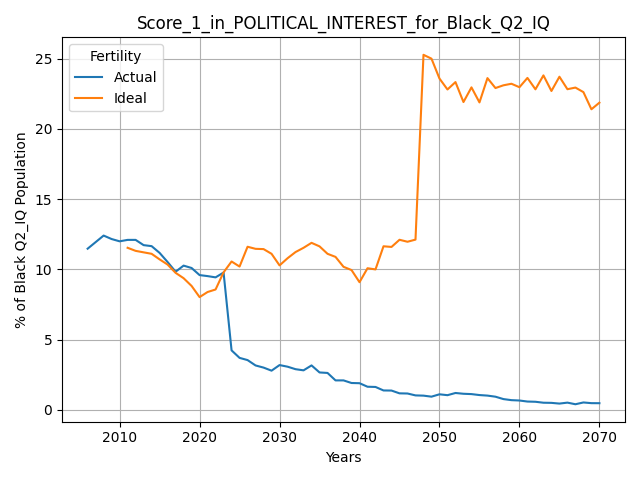 Score_1_in_POLITICAL_INTEREST_for_Black_Q2_IQ
Fertility
Actual
Ideal
% of Black Q2_IQ Population
25
20
15
10
5
0
2010 2020 2030 2040 2050 2060 2070
Years